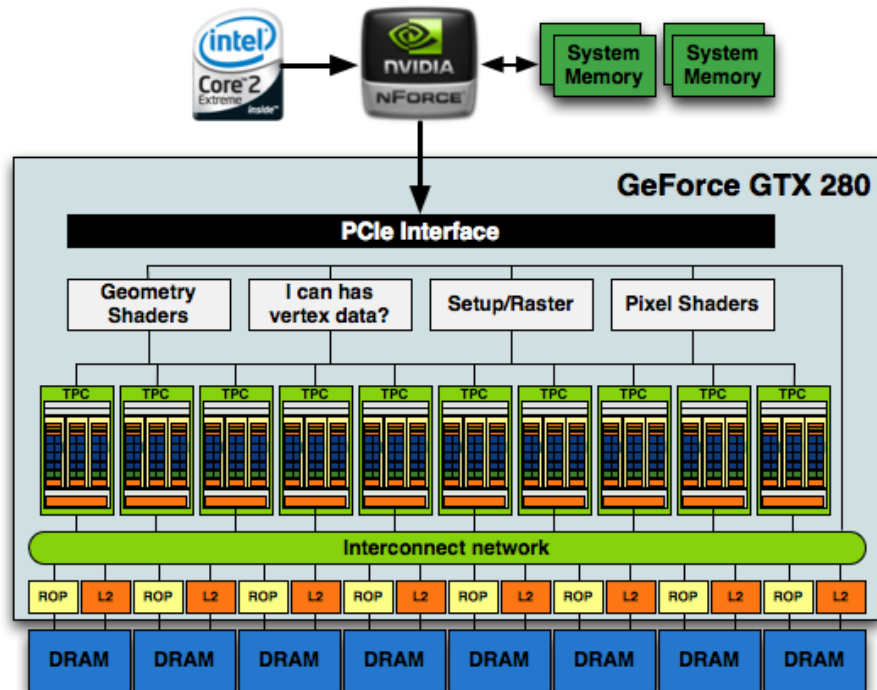 intel
Core™2
Extreme
inside™
NVIDIA
NFORCE
System
Memory
System
Memory
GeForce GTX 280
PCIe Interface
Geometry
Shaders
I can has
vertex data?
Setup/Raster
Pixel Shaders
TPC TPC TPC TPC TPC TPC TPC TPC TPC TPC
Interconnect network
ROP L2 ROP L2 ROP L2 ROP L2 ROP L2 ROP L2 ROP L2 ROP L2
DRAM DRAM DRAM DRAM DRAM DRAM DRAM DRAM